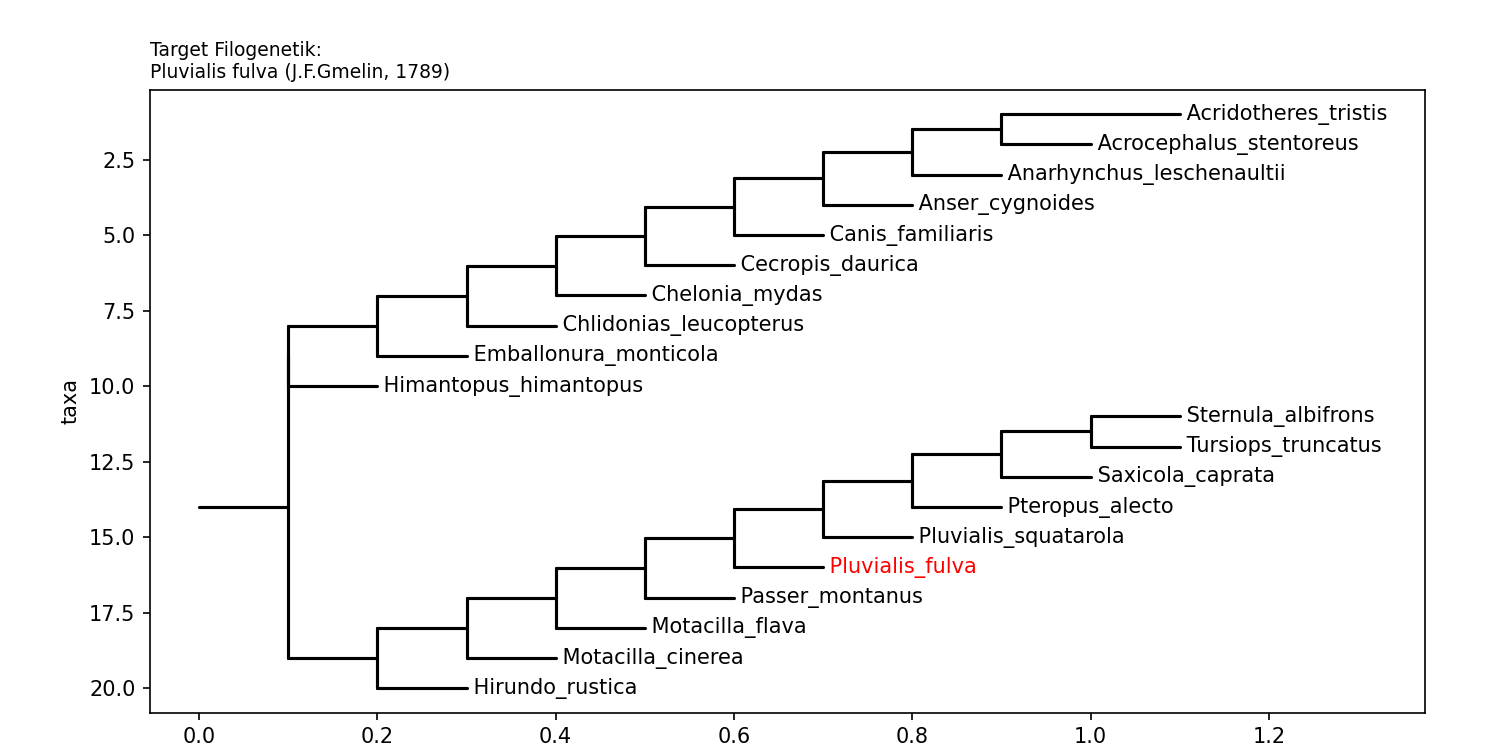 Target Filogenetik:
Pluvialis fulva (J.F.Gmelin, 1789)
Acridotheres_tristis
Acrocephalus_stentoreus
2.5
Anarhynchus_leschenaultii
Anser_cygnoides
5.0
Canis_familiaris
Cecropis_daurica
Chelonia_mydas
7.5
Chlidonias_leucopterus
Emballonura_monticola
10.0
Himantopus_himantopus
taxa
Sternula_albifrons
Tursiops_truncatus
12.5
Saxicola_caprata
Pteropus_alecto
15.0
Pluvialis_squatarola
Pluvialis_fulva
Passer_montanus
17.5
Motacilla_flava
Motacilla_cinerea
20.0
Hirundo_rustica
0.0 0.2 0.4 0.6 0.8 1.0 1.2